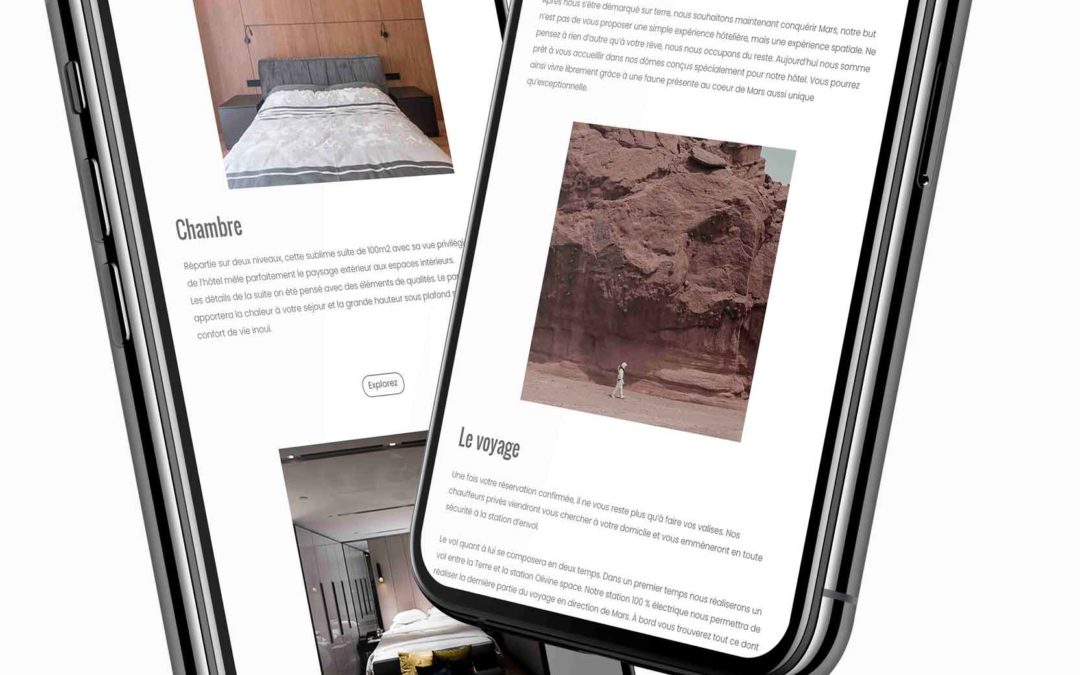 Chambre
Répartie sur deux niveaux, cette sublime suite de 100m2 avec sa vue
de l'hôtel mêle parfaitement le paysage extérieur aux espaces intérieurs.
Les détails de la suite on été pensé avec des éléments de qualités. Le
apportera la chaleur à votre séjour et la grande hauteur sous plafond
confort de vie inouï.
Explorez
Après nous s'être démarqué sur terre, nous souhaitons maintenant conquérir Mars, notre but
n'est pas de vous proposer une simple expérience hôtelière, mais une expérience spatiale. Ne
pensez à rien d'autre qu'à votre rêve, nous nous occupons du reste. Aujourd'hui nous somme
prêt à vous accueillir dans nos dômes conçus spécialement pour notre hôtel. Vous pourrez
ainsi vivre librement grâce à une faune présente au coeur de Mars aussi unique
qu'exceptionnelle.
Le voyage
Une fois votre réservation confirmée, il ne vous reste plus qu'à faire vos valises. Nos
chauffeurs privés viendront vous chercher à votre domicile et vous emmèneront en toute
sécurité à la station d'envol.
Le vol quant à lui se composera en deux temps. Dans un premier temps nous réaliserons un
vol entre la Terre et la station Olivine space. Notre station 100 % électrique nous permettra de
réaliser la dernière partie du voyage en direction de Mars. À bord vous trouverez tout ce dont